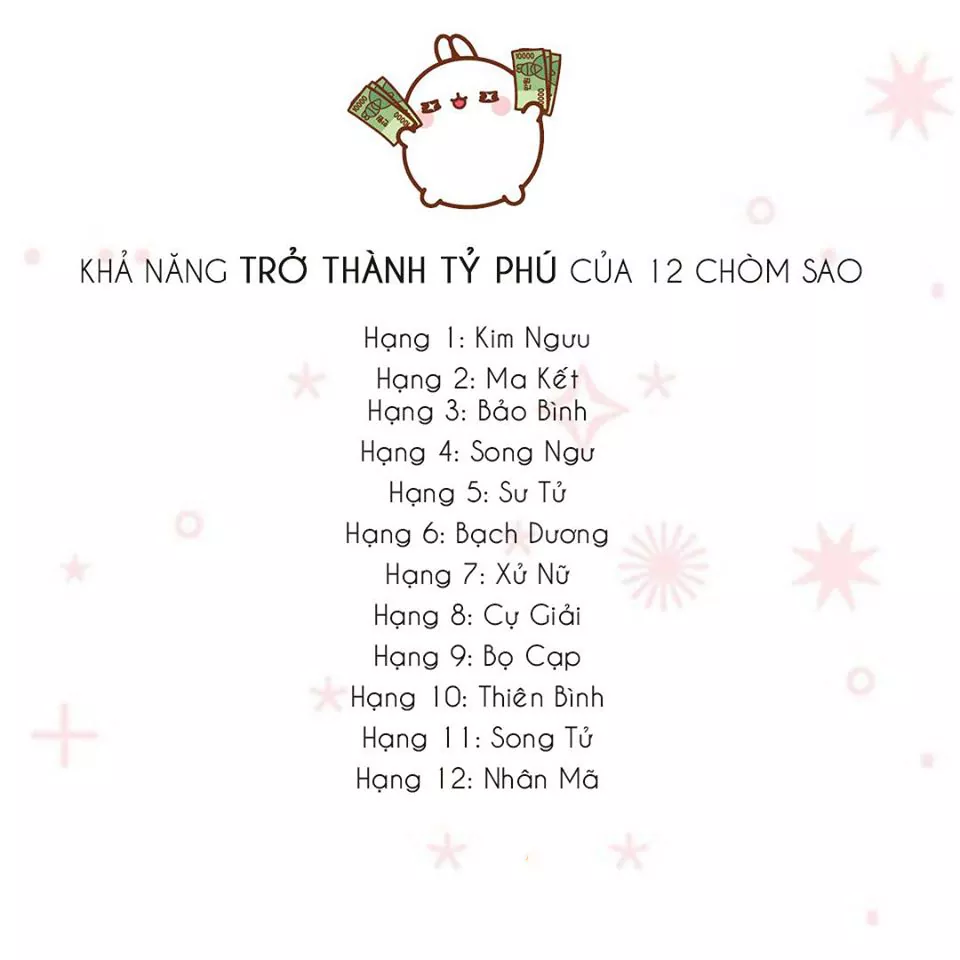 10000
10000
0000
KHẢ NĂNG TRỞ THÀNH TỶ PHÚ CỦA 12 CHÒM SAO
Hạng 1: Kim Ngưu
Hạng 2: Ma Kết
Hạng 3: Bảo Bình
Hạng 4: Song Ngư
Hạng 5: Sư Tử
Hạng 6: Bạch Dương
Hạng 7: Xử Nữ
Hạng 8: Cự Giải
Hạng 9: Bọ Cạp
Hạng 10: Thiên Bình
Hạng 11: Song Tử
Hạng 12: Nhân Mã